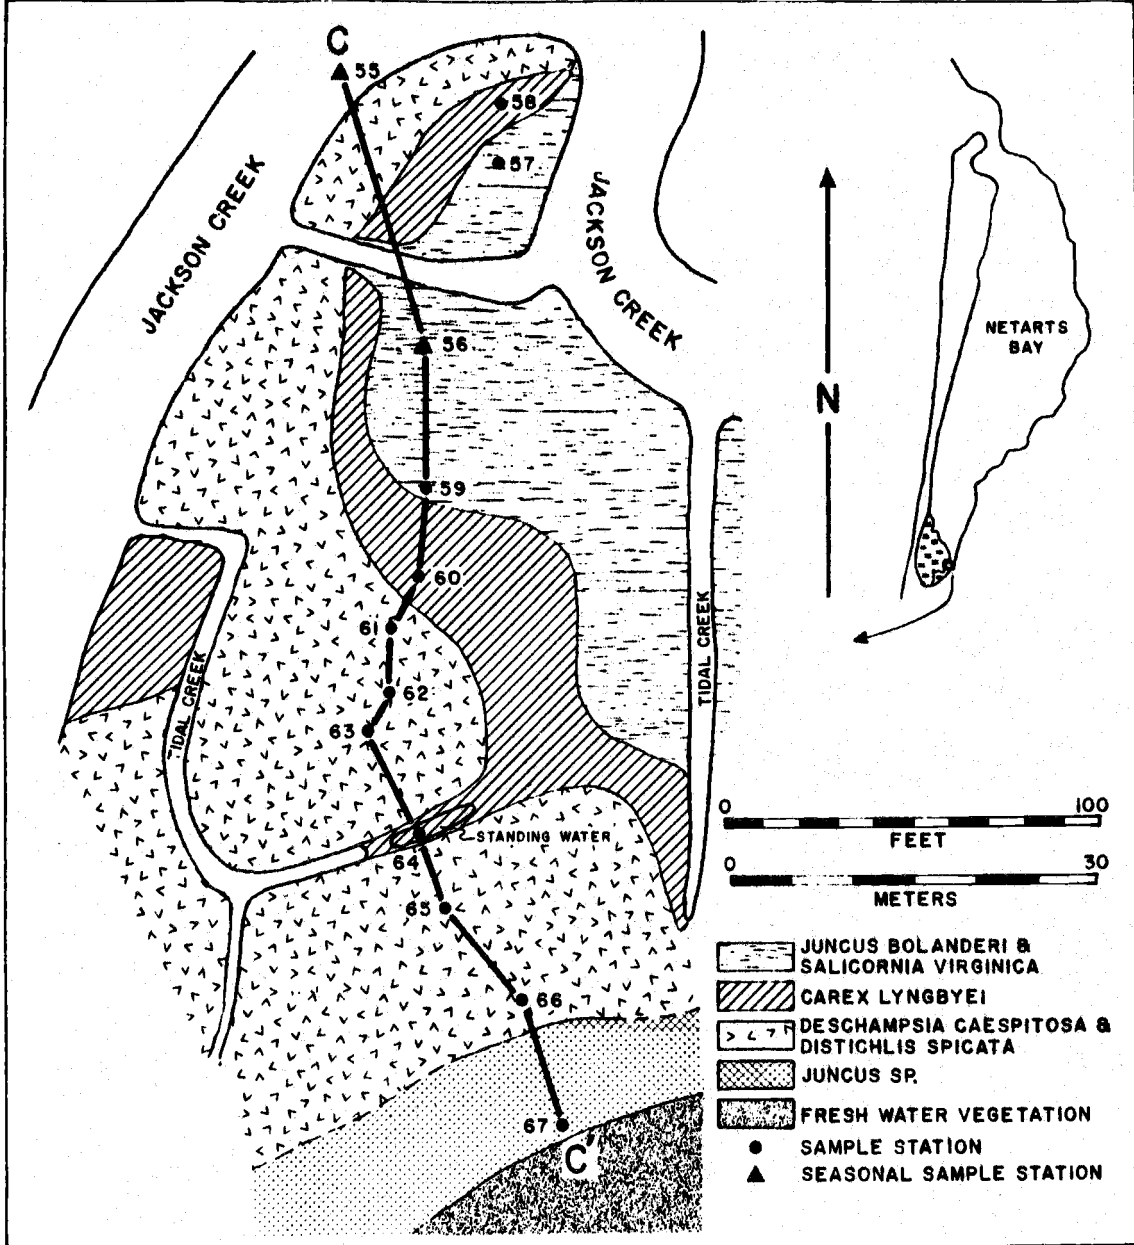 C
55
58
57
JACKSON CREEK
JACKSON CREEK
56
59
60
61
62
63
64
65
66
67
C'
TIDAL CREEK
TIDAL CREEK
STANDING WATER
N
NETARTS
BAY
0 100
FEET
0 30
METERS
JUNCUS BOLANDERI &
SALICORNIA VIRGINICA
CAREX LYNGBYEI
DESCHAMPSIA CAESPITOSA &
DISTICHLIS SPICATA
JUNCUS SP.
FRESH WATER VEGETATION
SAMPLE STATION
SEASONAL SAMPLE STATION